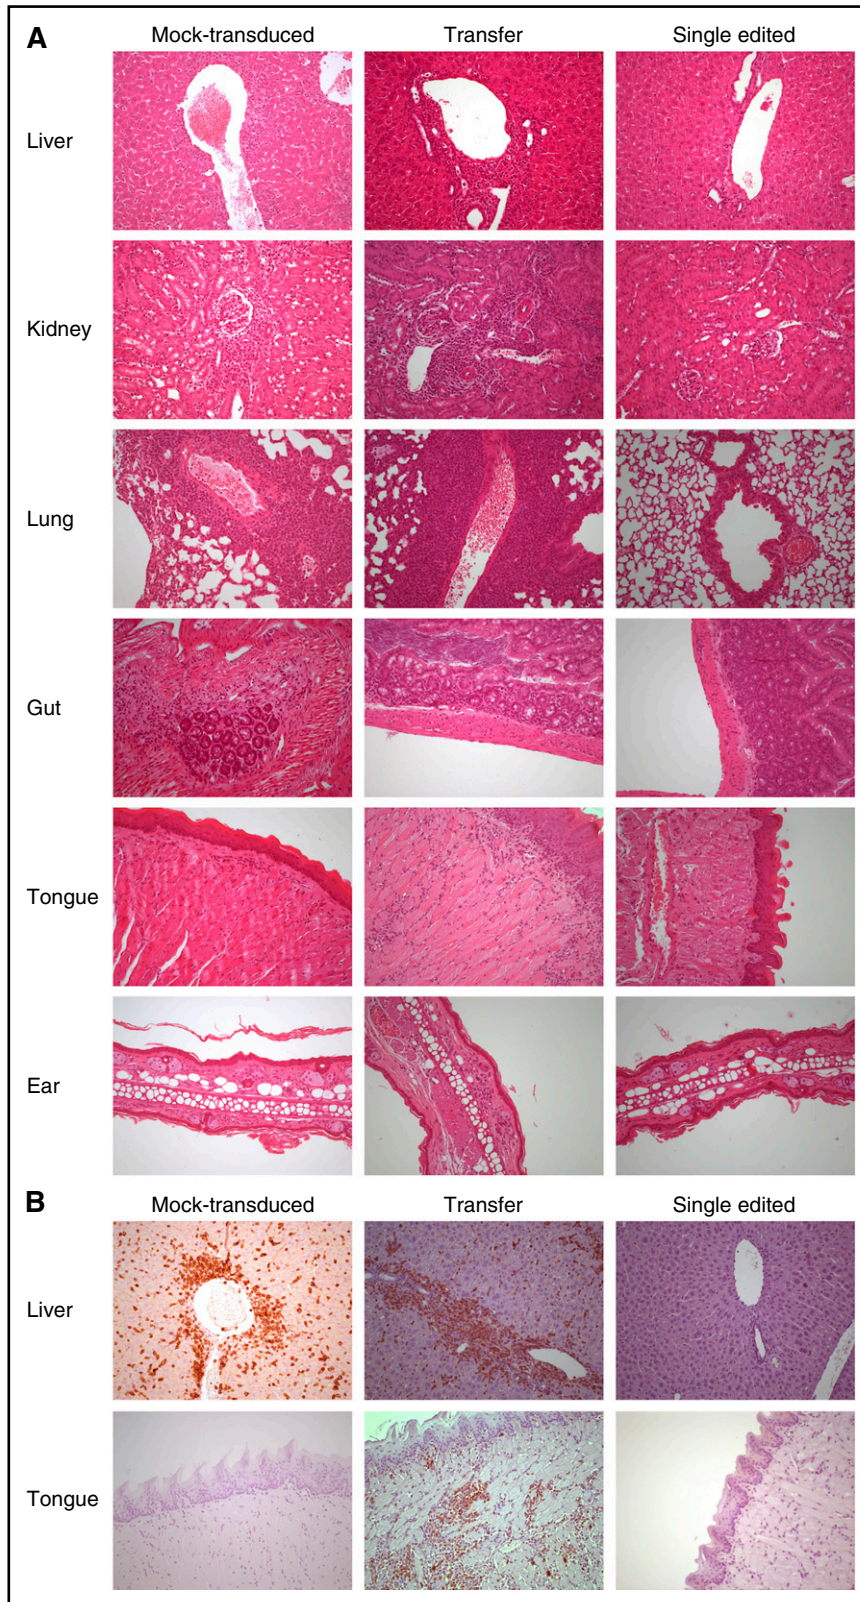 A
Mock-transduced Transfer Single edited
Liver
Kidney
Lung
Gut
Tongue
Ear
B
Mock-transduced Transfer Single edited
Liver
Tongue